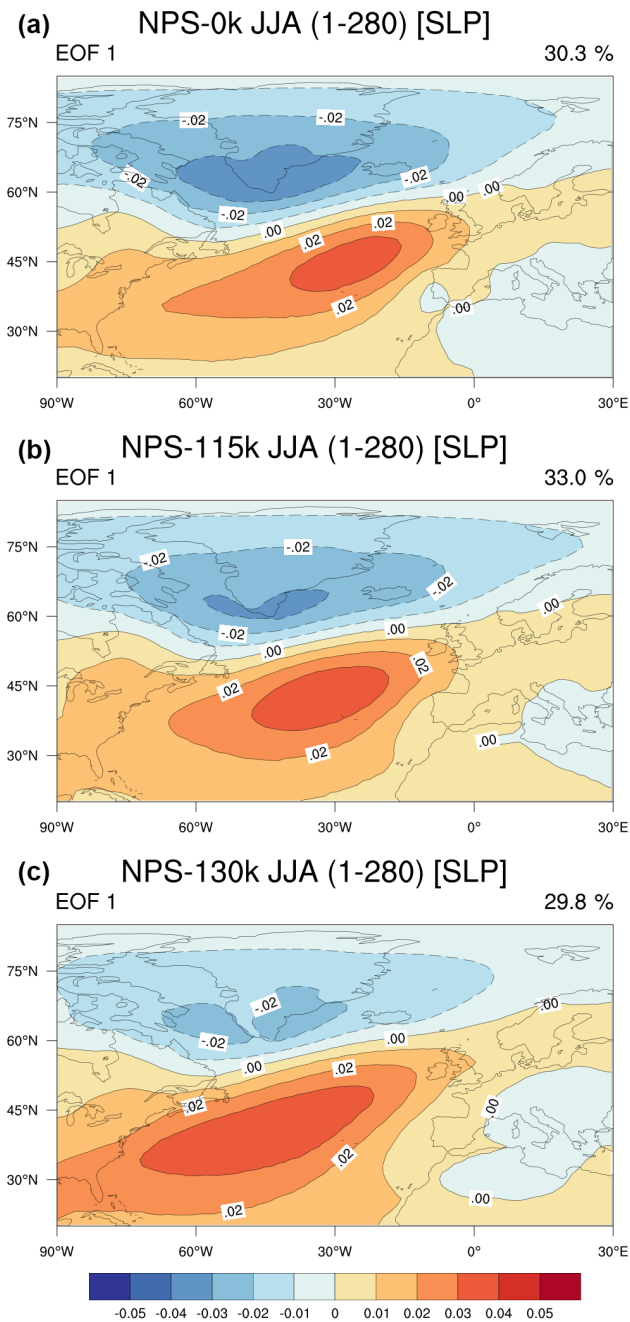 (a) NPS-0k JJA (1-280) [SLP]
EOF 1 30.3 %
75°N
60°N
45°N
30°N
-.02 -.02
-.02 -.02
-.02 .00 .00
.00 .02
.02
.02 .00
90°W 60°W 30°W 0° 30°E
(b) NPS-115k JJA (1-280) [SLP]
EOF 1 33.0 %
75°N
60°N
45°N
30°N
-.02 -.02
-.02
-.02 .00 .00
.00
.02 .02
.02 .00
90°W 60°W 30°W 0° 30°E
(c) NPS-130k JJA (1-280) [SLP]
EOF 1 29.8 %
75°N
60°N
45°N
30°N
-.02 .00
-.02 .00
.00 .02
.02 .00
.02
.02 .00
90°W 60°W 30°W 0° 30°E
-0.05 -0.04 -0.03 -0.02 -0.01 0 0.01 0.02 0.03 0.04 0.05